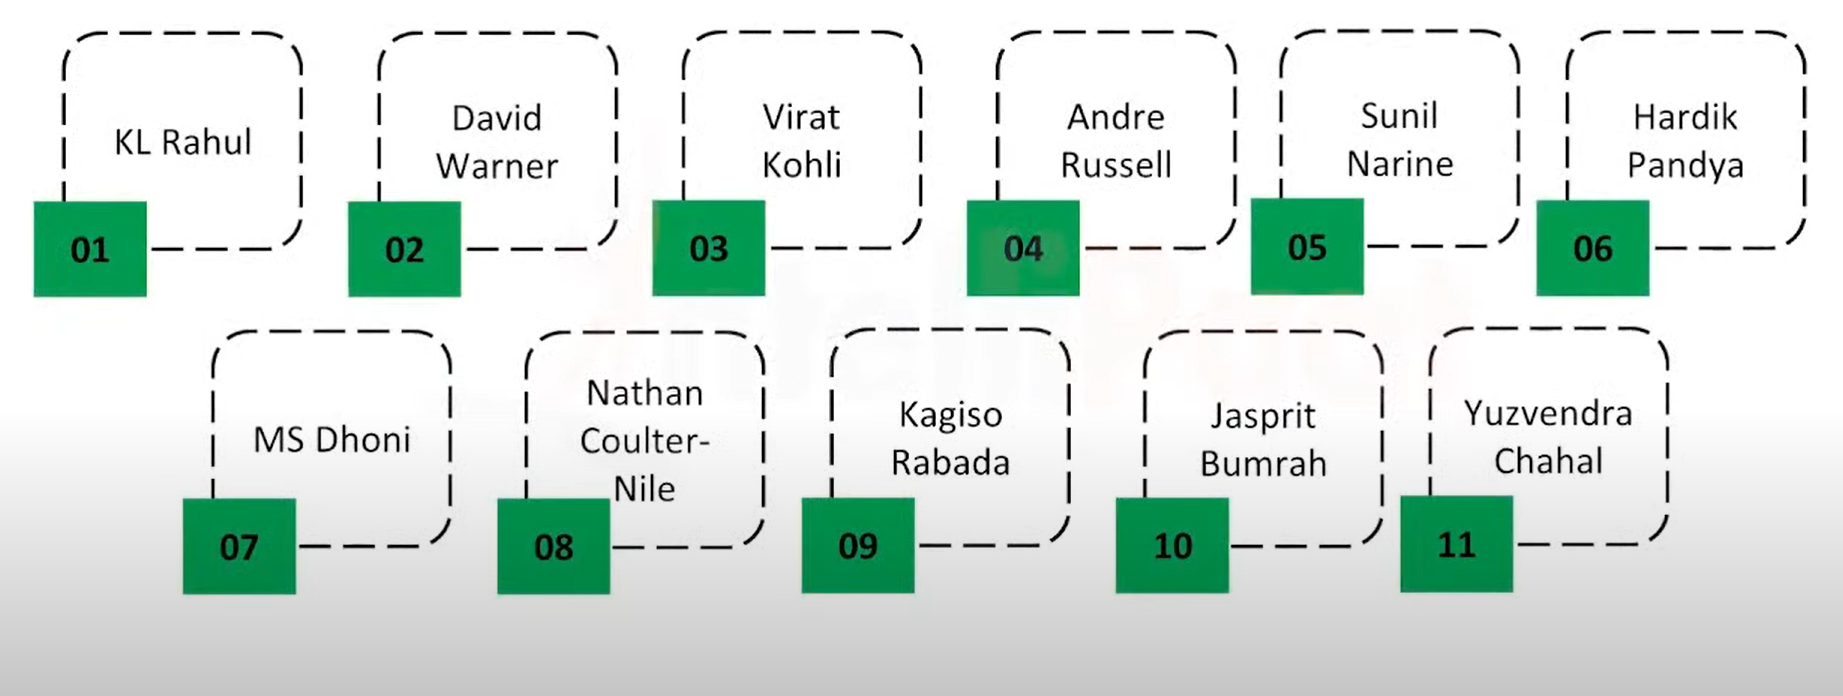 KL Rahul
01
David
Warner
02
Virat
Kohli
03
Andre
Russell
04
Sunil
Narine
05
Hardik
Pandya
06
MS Dhoni
07
Nathan
Coulter-
Nile
08
Kagiso
Rabada
09
Jasprit
Bumrah
10
Yuzvendra
Chahal
11